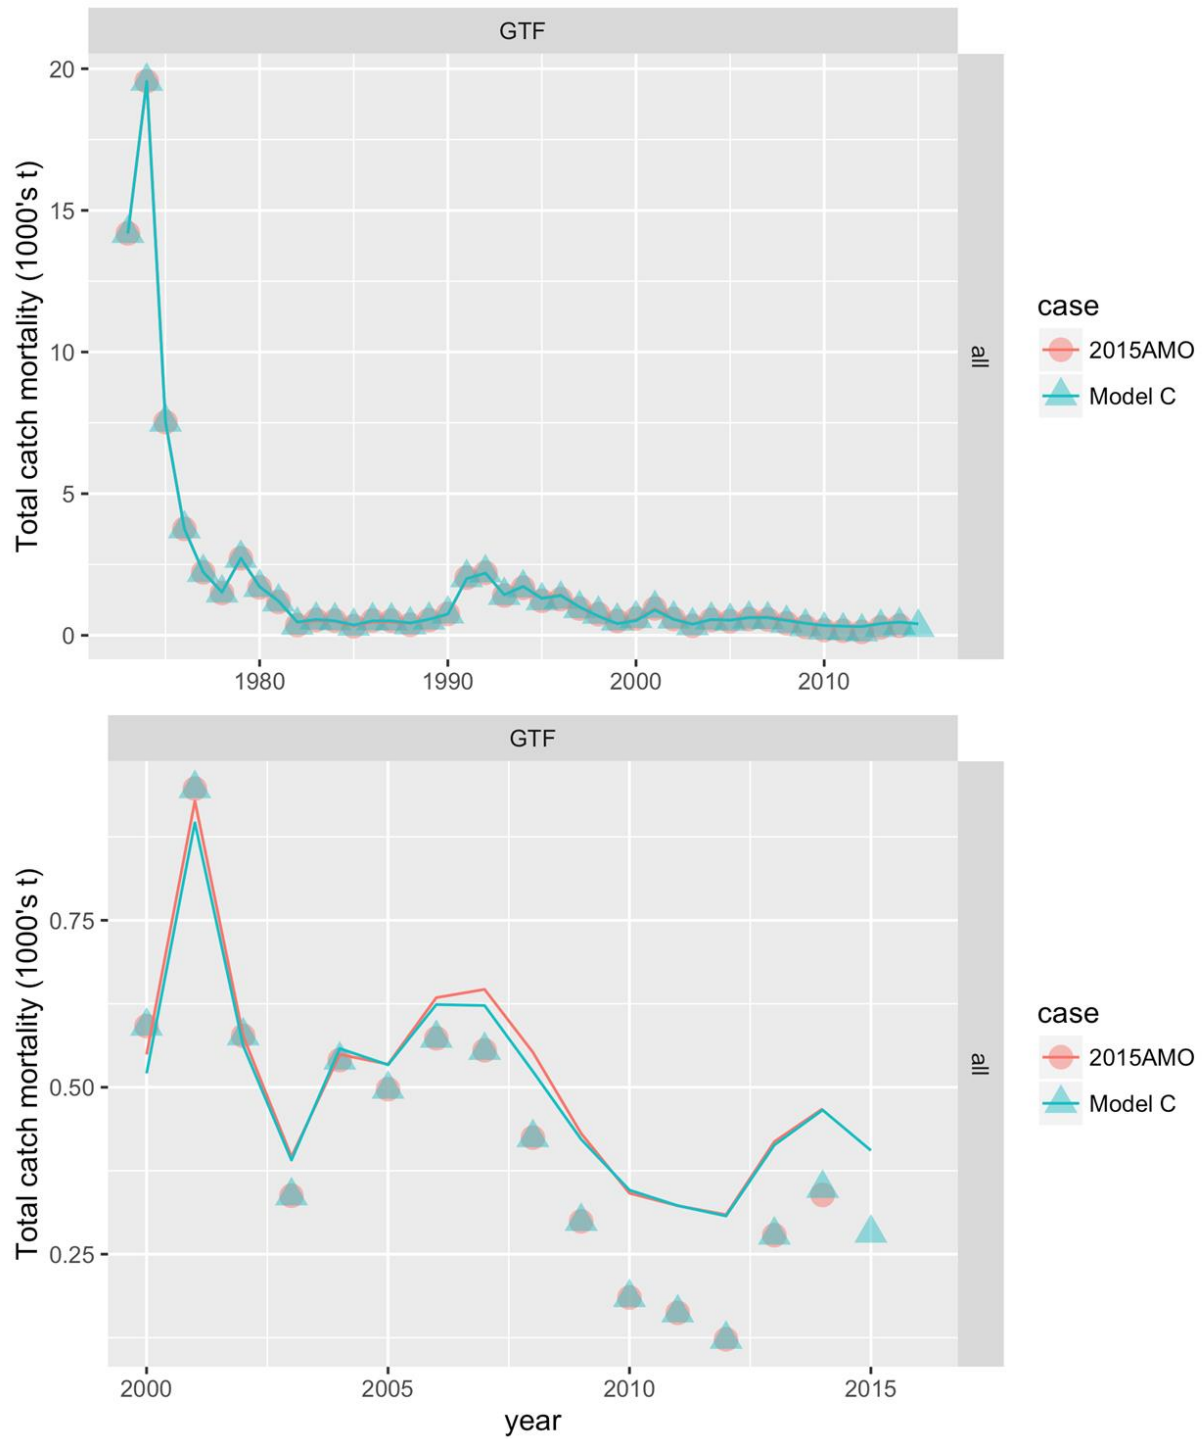 GTF
Total catch mortality (1000's t)
20
15
10
5
0
1980
1990
2000
2010
all
case
2015AMO
Model C
GTF
Total catch mortality (1000's t)
0.75
0.50
0.25
2000
2005
2010
2015
year
all
case
2015AMO
Model C